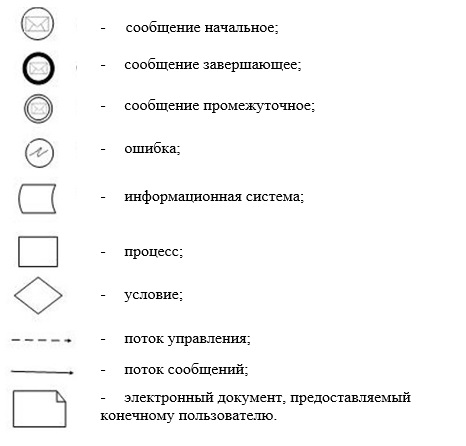 - сообщение начальное;
- сообщение завершающее;
- сообщение промежуточное;
- ошибка;
- информационная система;
- процесс;
- условие;
- поток управления;
- поток сообщений;
- электронный документ, предоставляемый
конечному пользователю.